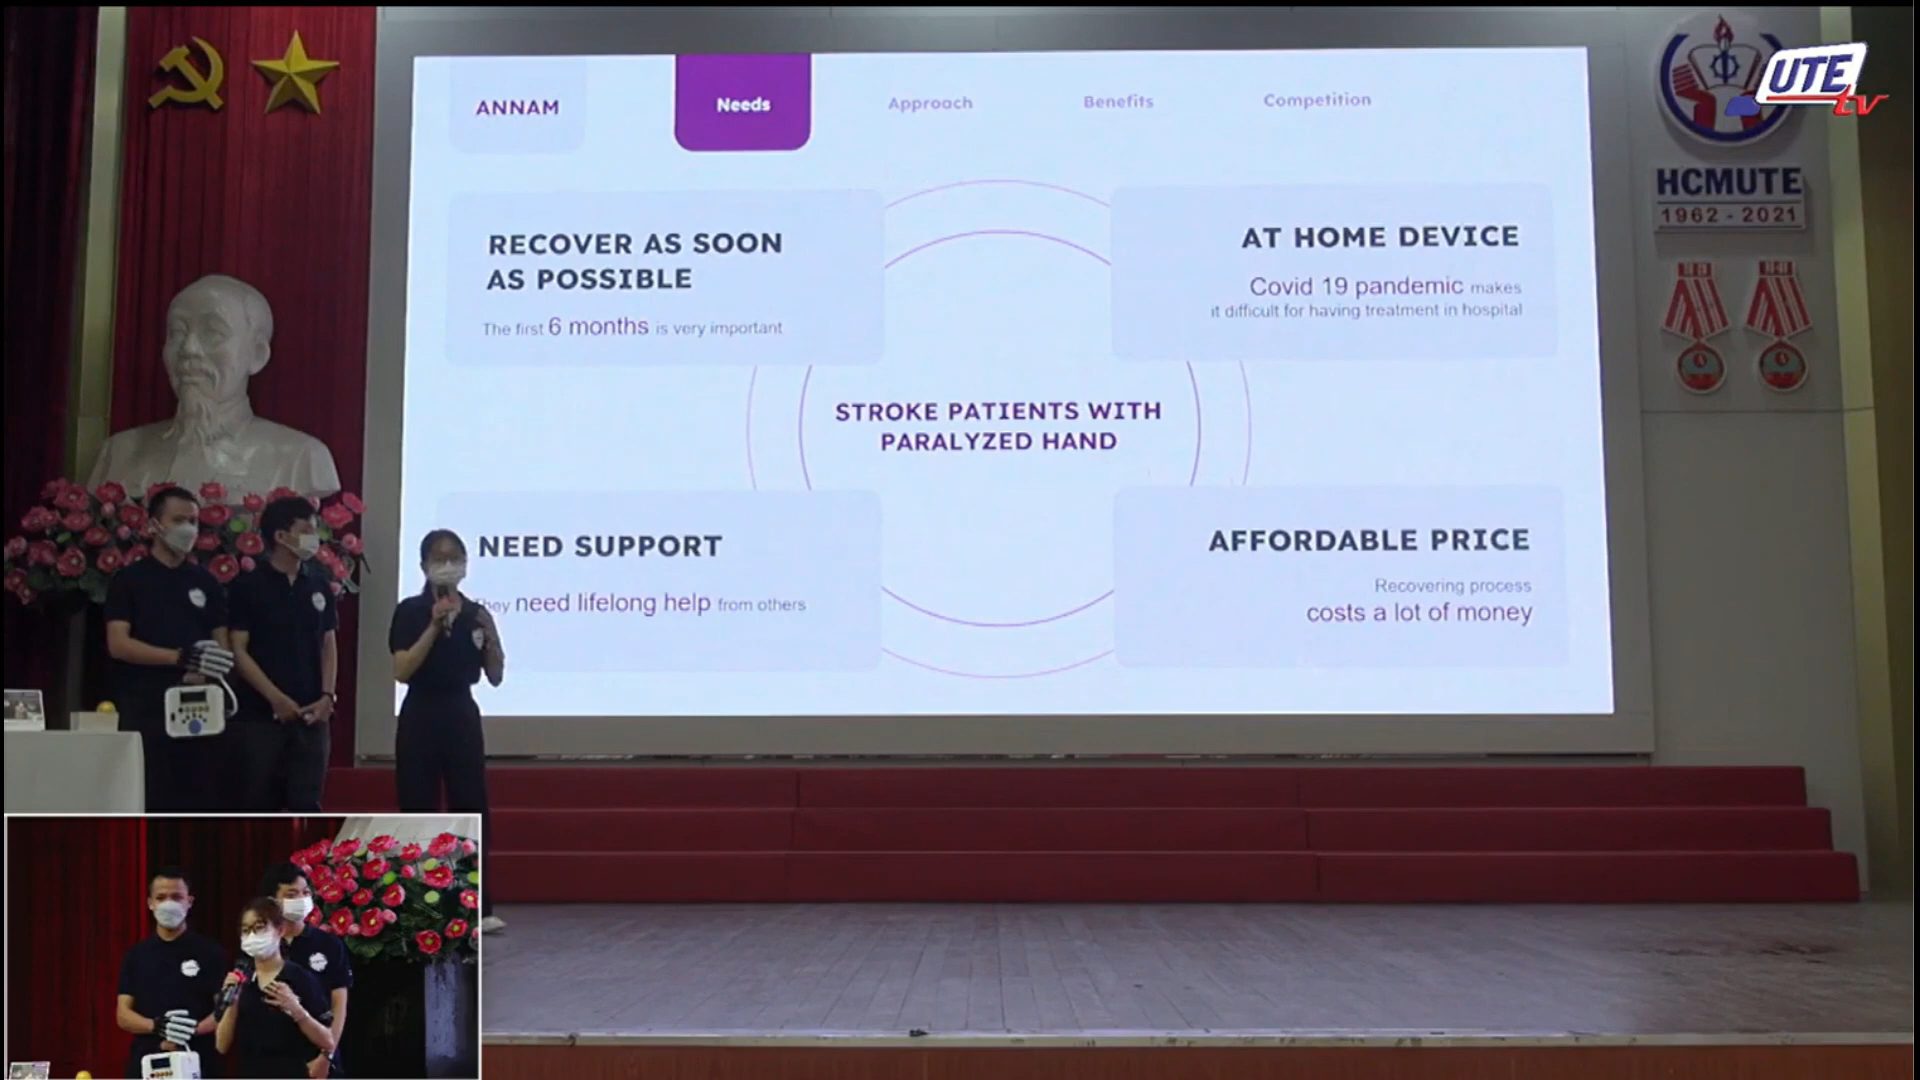 UTE
tv
HCMUTE
1962 - 2021
ANNAM
Needs
Approach
Benefits
Competition
RECOVER AS SOON
AS POSSIBLE
The first 6 months is very important
AT HOME DEVICE
Covid 19 pandemic makes
it difficult for having treatment in hospital
STROKE PATIENTS WITH
PARALYZED HAND
NEED SUPPORT
They need lifelong help from others
AFFORDABLE PRICE
Recovering process
costs a lot of money